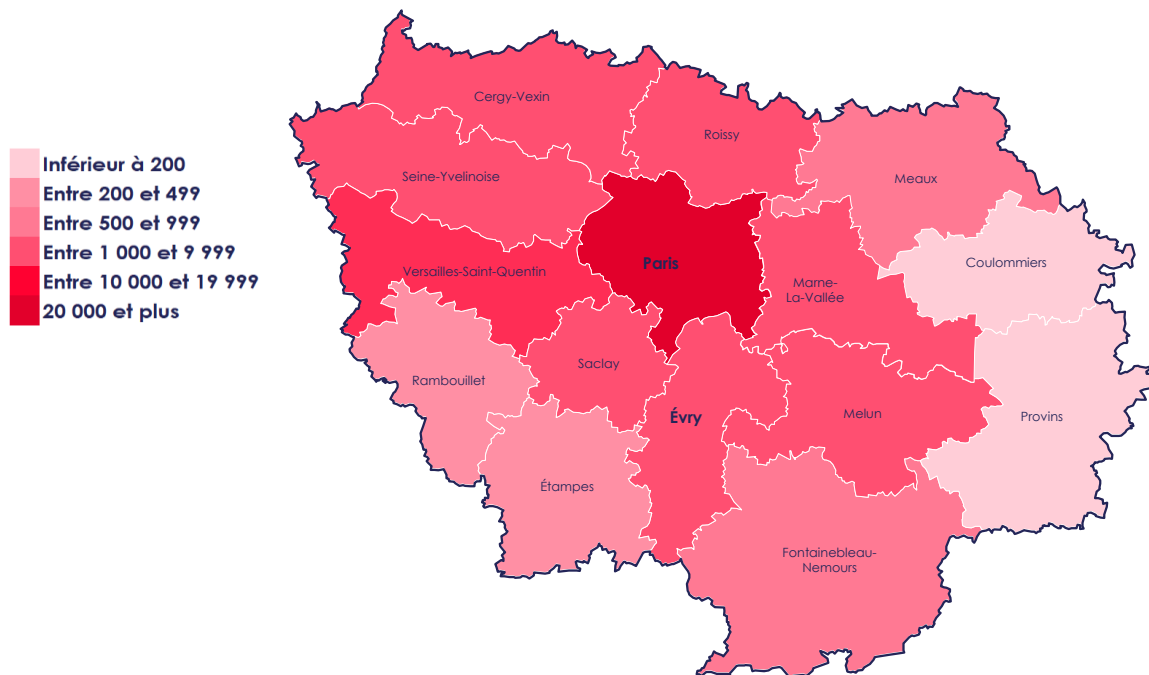 Inférieur à 200
Entre 200 et 499
Entre 500 et 999
Entre 1 000 et 9 999
Entre 10 000 et 19 999
20 000 et plus
Cergy-Vexin
Roissy
Seine-Yvelinoise
Meaux
Versailles-Saint-Quentin
Paris
Coulommiers
Marne-
La-Vallée
Saclay
Rambouillet
Évry
Melun
Provins
Étampes
Fontainebleau-
Nemours